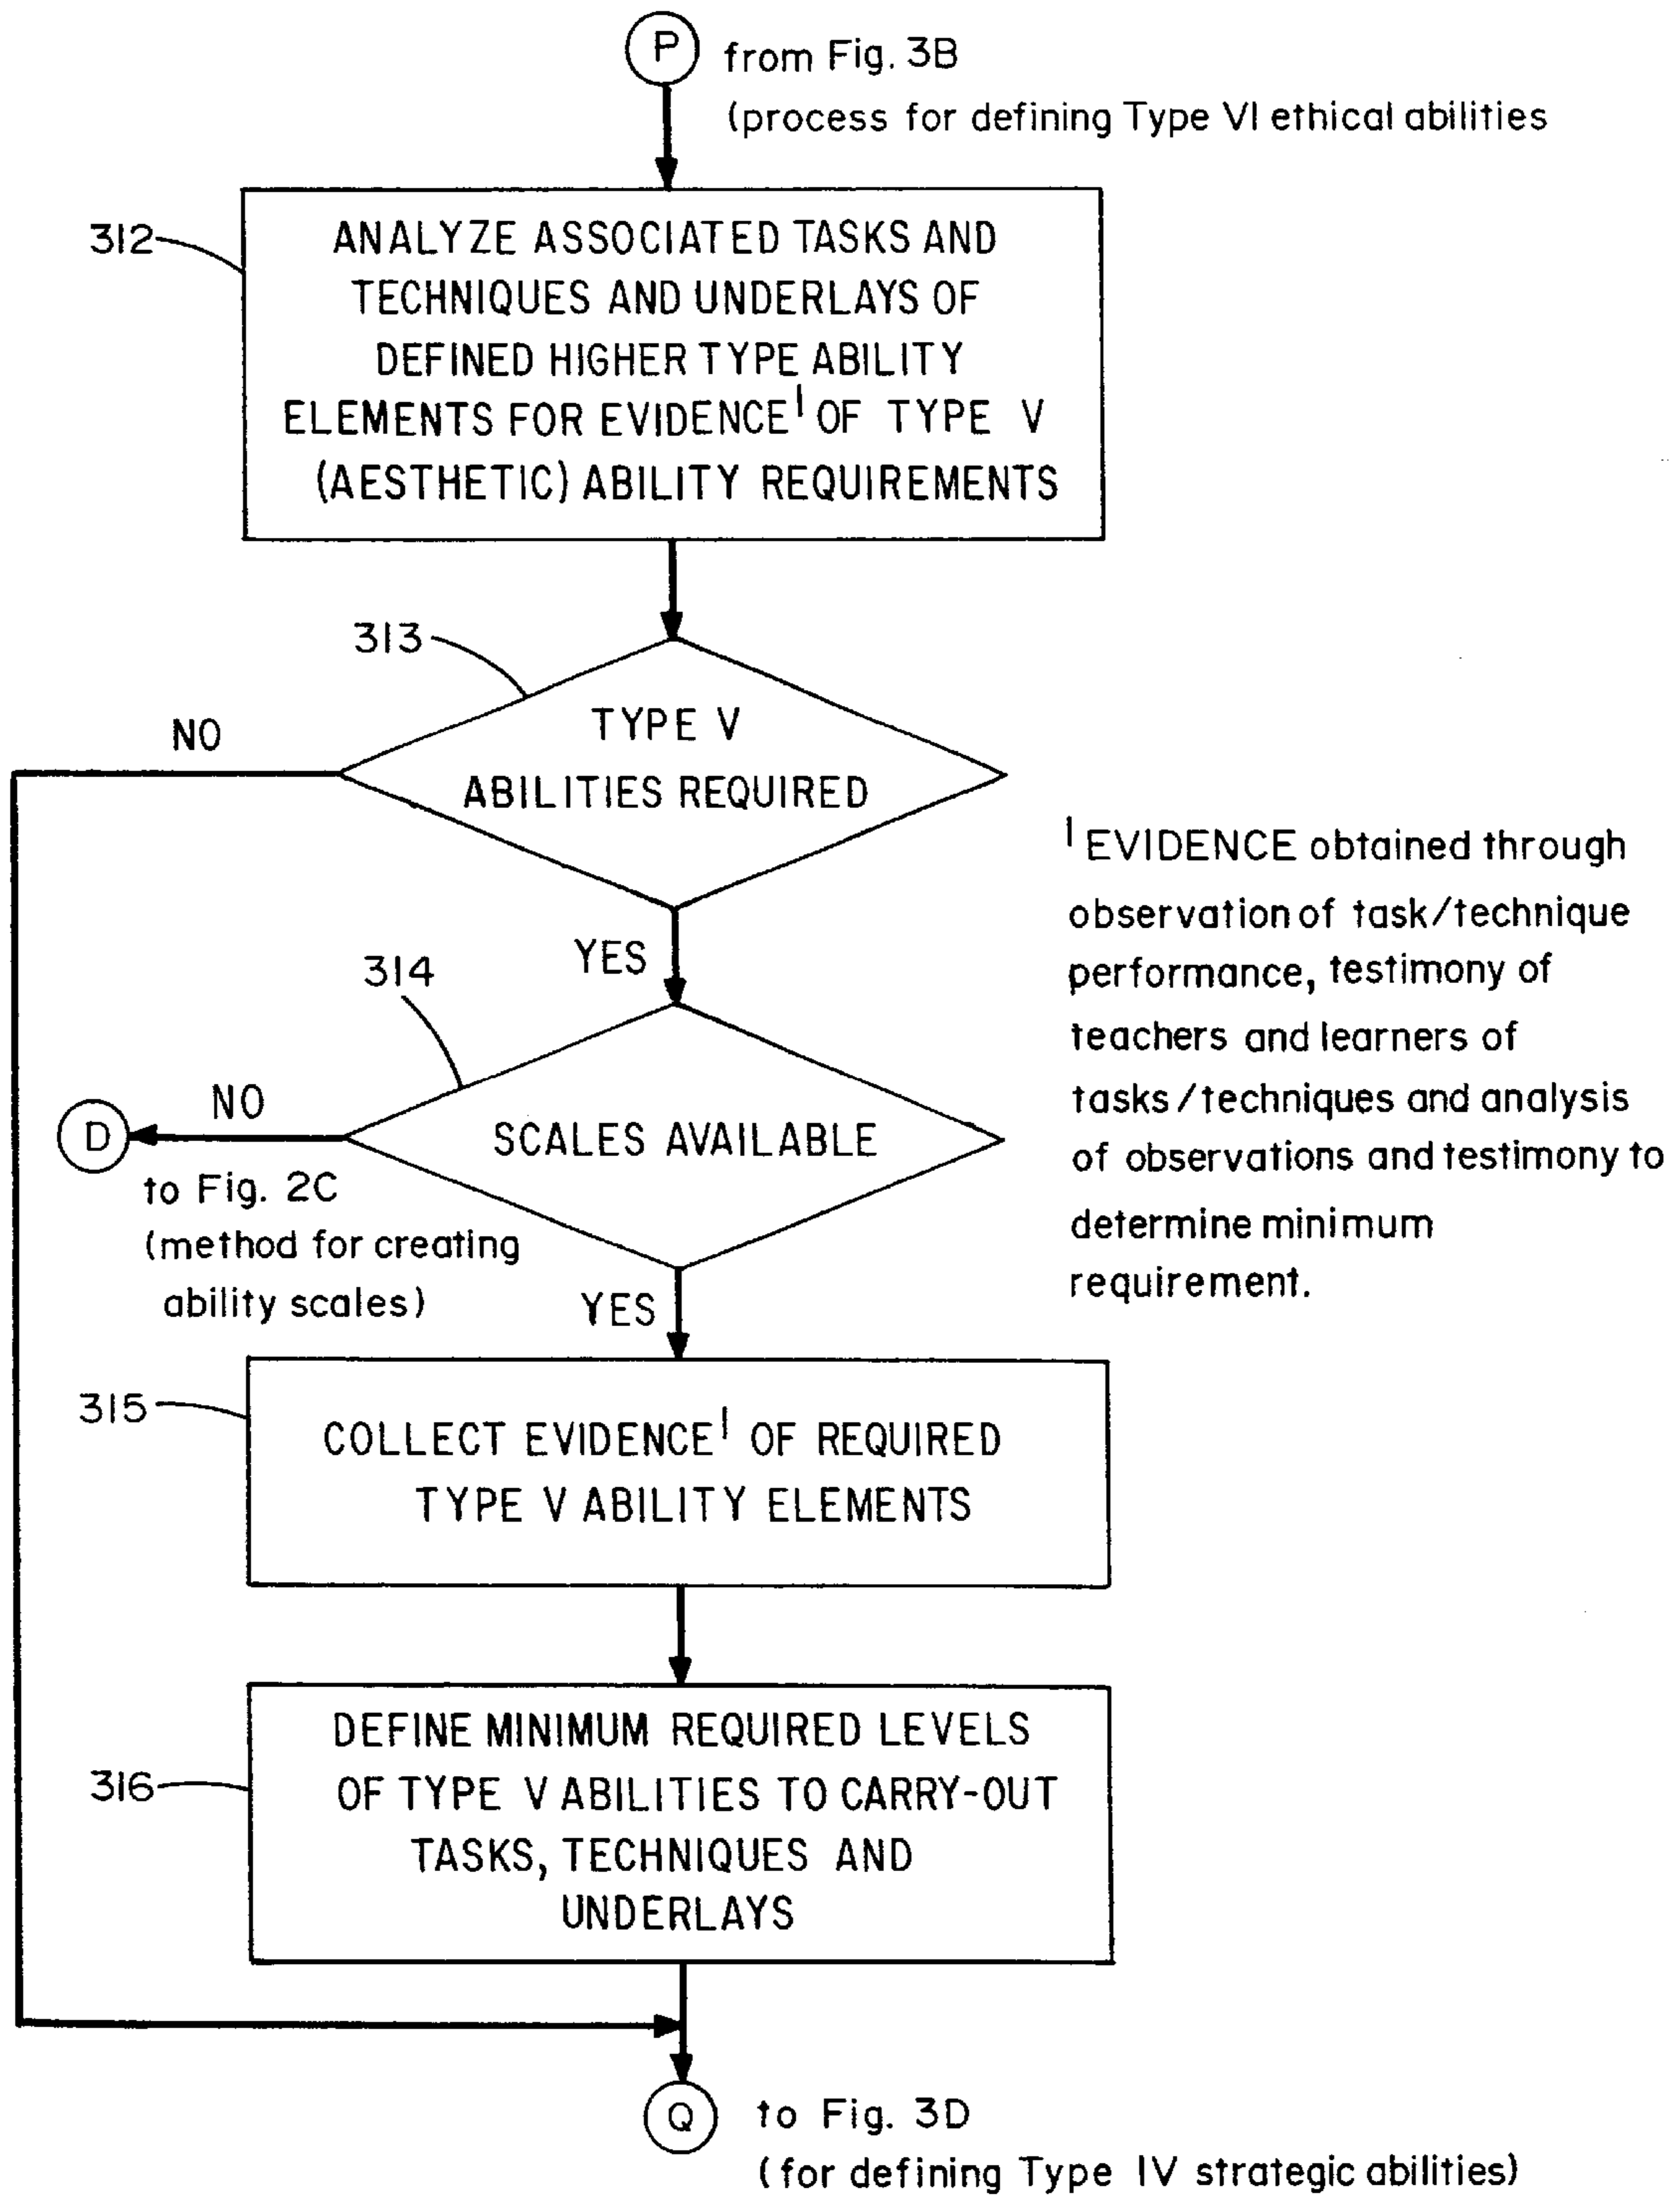 P from Fig. 3B
(process for defining Type VI ethical abilities
312
ANALYZE ASSOCIATED TASKS AND
TECHNIQUES AND UNDERLAYS OF
DEFINED HIGHER TYPE ABILITY
ELEMENTS FOR EVIDENCE¹ OF TYPE V
(AESTHETIC) ABILITY REQUIREMENTS
313
NO
TYPE V
ABILITIES REQUIRED
YES
¹ EVIDENCE obtained through
observation of task/technique
performance, testimony of
teachers and learners of
tasks/techniques and analysis
of observations and testimony to
determine minimum
requirement.
314
NO
D
SCALES AVAILABLE
to Fig. 2C
(method for creating
ability scales)
YES
315
COLLECT EVIDENCE¹ OF REQUIRED
TYPE V ABILITY ELEMENTS
316
DEFINE MINIMUM REQUIRED LEVELS
OF TYPE V ABILITIES TO CARRY-OUT
TASKS, TECHNIQUES AND
UNDERLAYS
Q to Fig. 3D
(for defining Type IV strategic abilities)